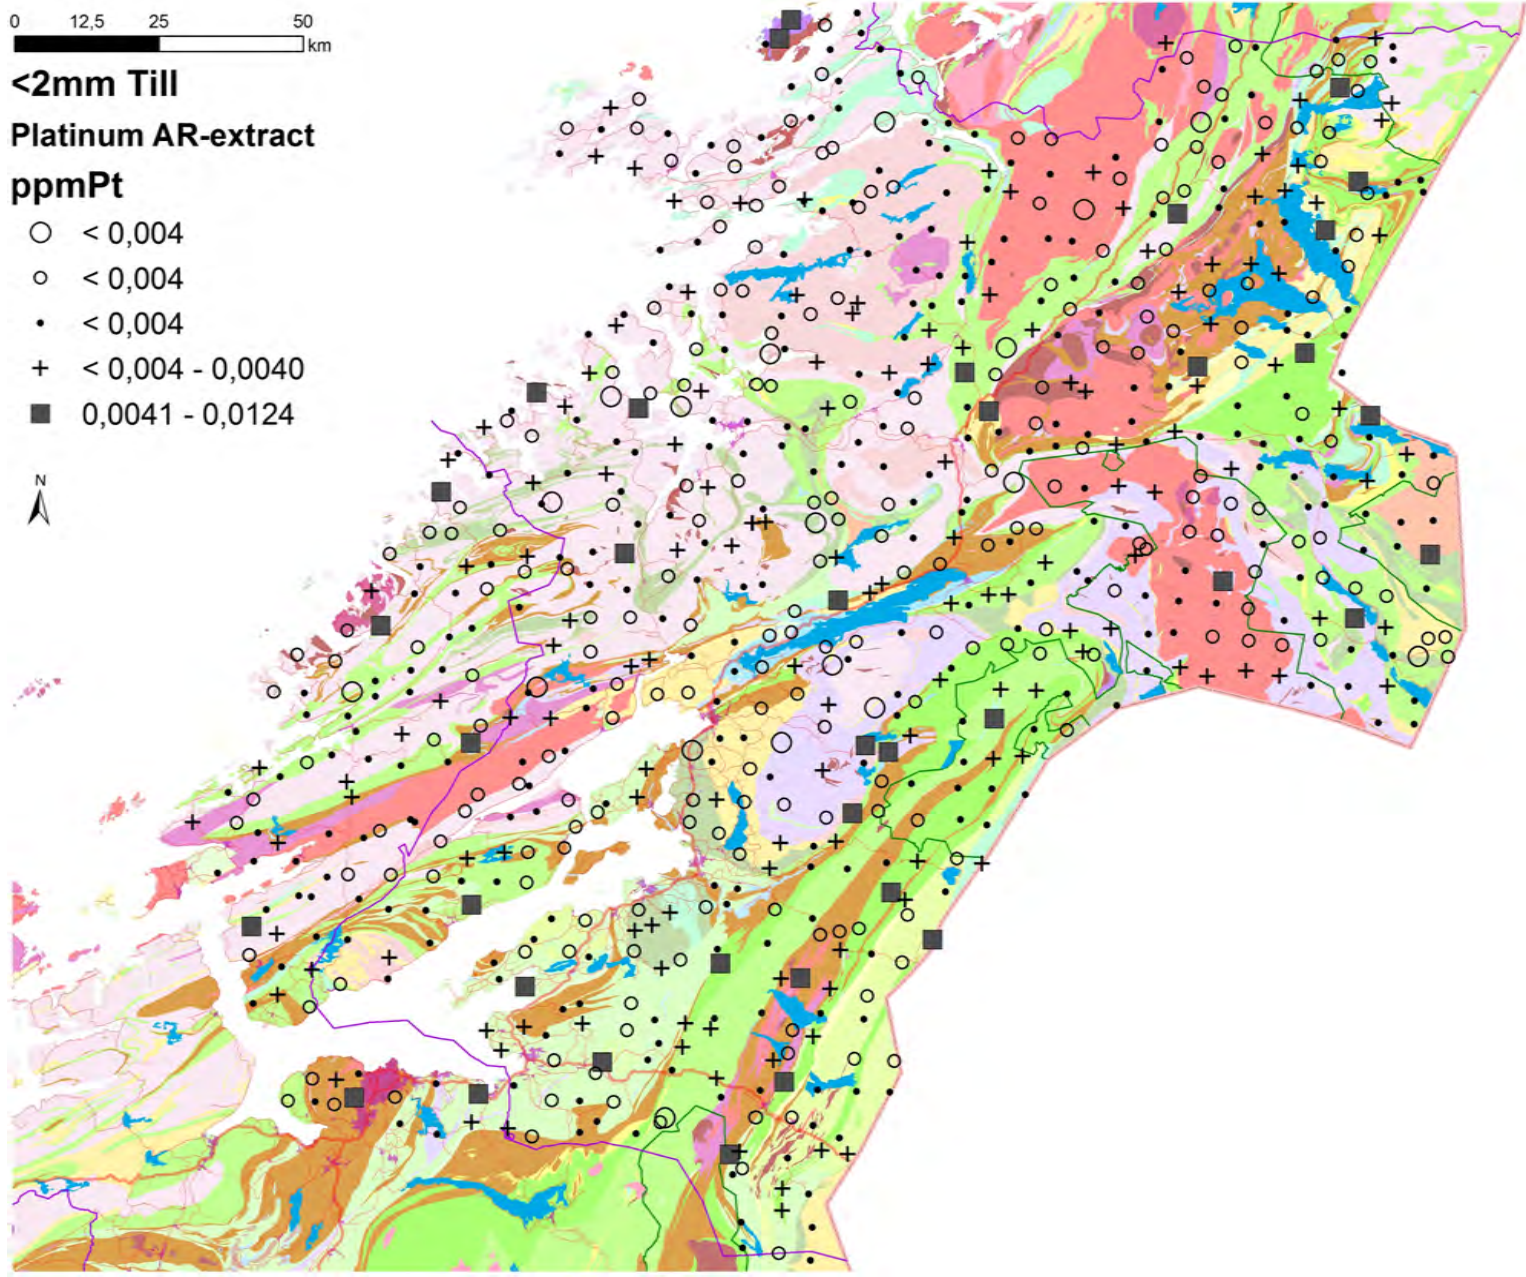 0 12,5 25 50
km
<2mm Till
Platinum AR-extract
ppmPt
< 0,004
< 0,004
< 0,004
< 0,004 - 0,0040
0,0041 - 0,0124
N